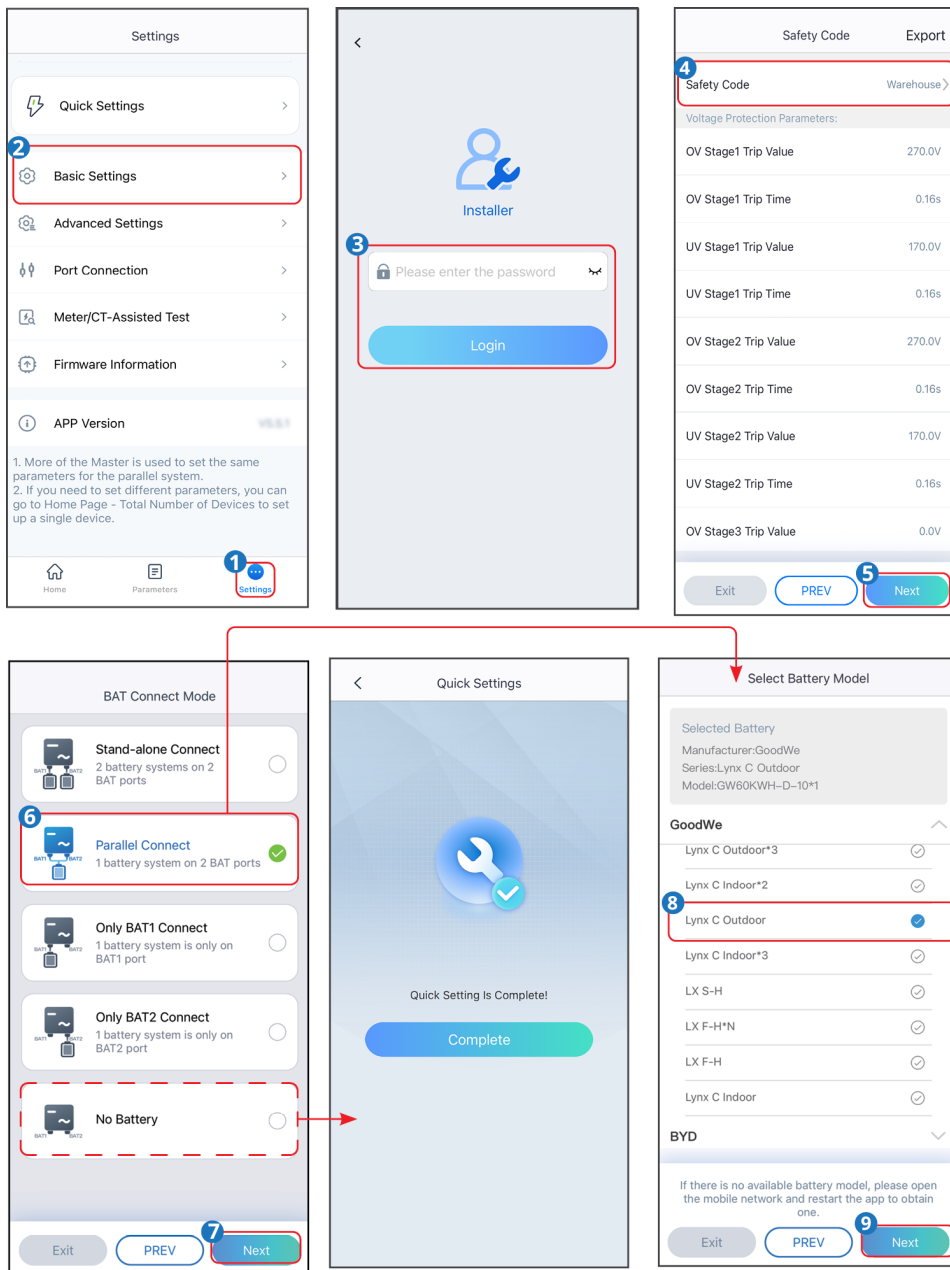 Settings
Quick Settings
2
Basic Settings
Advanced Settings
Port Connection
Meter/CT-Assisted Test
Firmware Information
APP Version
1. More of the Master is used to set the same
parameters for the parallel system.
2. If you need to set different parameters, you can
go to Home Page - Total Number of Devices to set
up a single device.
1
Home
Parameters
Settings
Installer
3
Please enter the password
Login
Safety Code
Export
4
Safety Code
Warehouse
Voltage Protection Parameters:
OV Stage1 Trip Value 270.0V
OV Stage1 Trip Time 0.16s
UV Stage1 Trip Value 170.0V
UV Stage1 Trip Time 0.16s
OV Stage2 Trip Value 270.0V
OV Stage2 Trip Time 0.16s
UV Stage2 Trip Value 170.0V
UV Stage2 Trip Time 0.16s
OV Stage3 Trip Value 0.0V
5
Exit
PREV
Next
BAT Connect Mode
Stand-alone Connect
2 battery systems on 2
BAT ports
BAT1 BAT2
6
Parallel Connect
1 battery system on 2 BAT ports
BAT1 BAT2
Only BAT1 Connect
1 battery system is only on
BAT1 port
BAT1 BAT2
Only BAT2 Connect
1 battery system is only on
BAT2 port
BAT1 BAT2
No Battery
BAT1 BAT2
7
Exit
PREV
Next
Quick Settings
Quick Setting Is Complete!
Complete
Select Battery Model
Selected Battery
Manufacturer:GoodWe
Series:Lynx C Outdoor
Model:GW60KWH-D-10*1
GoodWe
Lynx C Outdoor*3
Lynx C Indoor*2
8
Lynx C Outdoor
Lynx C Indoor*3
LX S-H
LX F-H*N
LX F-H
Lynx C Indoor
BYD
If there is no available battery model, please open
the mobile network and restart the app to obtain
one.
9
Exit
PREV
Next